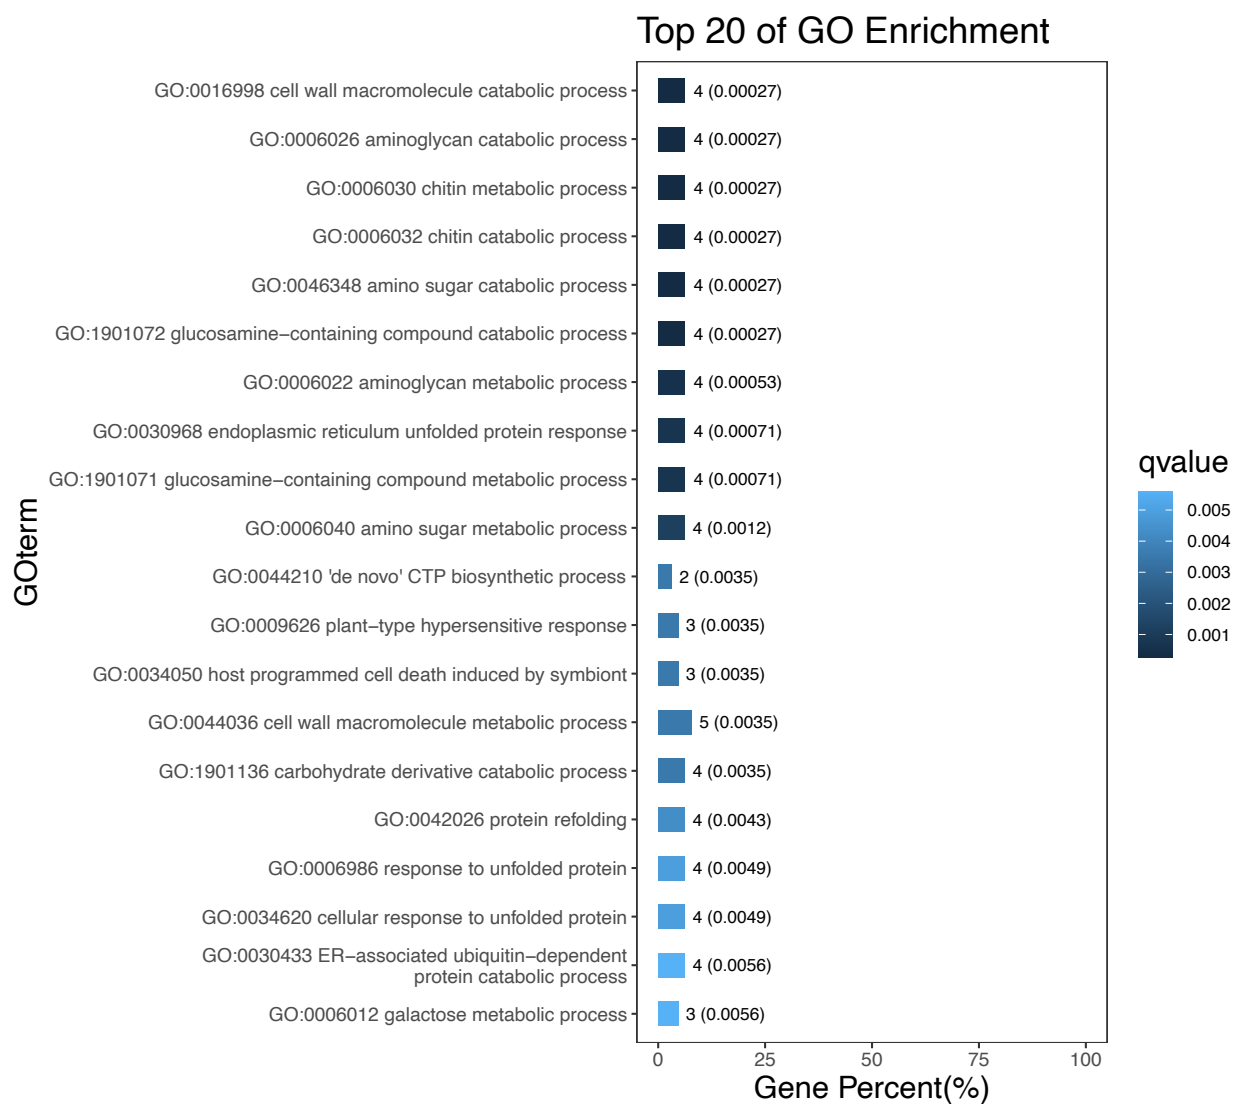 Top 20 of GO Enrichment
GO:0016998 cell wall macromolecule catabolic process 4 (0.00027)
GO:0006026 aminoglycan catabolic process 4 (0.00027)
GO:0006030 chitin metabolic process 4 (0.00027)
GO:0006032 chitin catabolic process 4 (0.00027)
GO:0046348 amino sugar catabolic process 4 (0.00027)
GO:1901072 glucosamine−containing compound catabolic process 4 (0.00027)
GO:0006022 aminoglycan metabolic process 4 (0.00053)
GO:0030968 endoplasmic reticulum unfolded protein response 4 (0.00071)
GO:1901071 glucosamine−containing compound metabolic process 4 (0.00071)
GO:0006040 amino sugar metabolic process 4 (0.0012)
GO:0044210 'de novo' CTP biosynthetic process 2 (0.0035)
GO:0009626 plant−type hypersensitive response 3 (0.0035)
GO:0034050 host programmed cell death induced by symbiont 3 (0.0035)
GO:0044036 cell wall macromolecule metabolic process 5 (0.0035)
GO:1901136 carbohydrate derivative catabolic process 4 (0.0035)
GO:0042026 protein refolding 4 (0.0043)
GO:0006986 response to unfolded protein 4 (0.0049)
GO:0034620 cellular response to unfolded protein 4 (0.0049)
GO:0030433 ER−associated ubiquitin−dependent
protein catabolic process 4 (0.0056)
GO:0006012 galactose metabolic process 3 (0.0056)
0 25 50 75 100
Gene Percent(%)
GOterm
qvalue
0.005
0.004
0.003
0.002
0.001